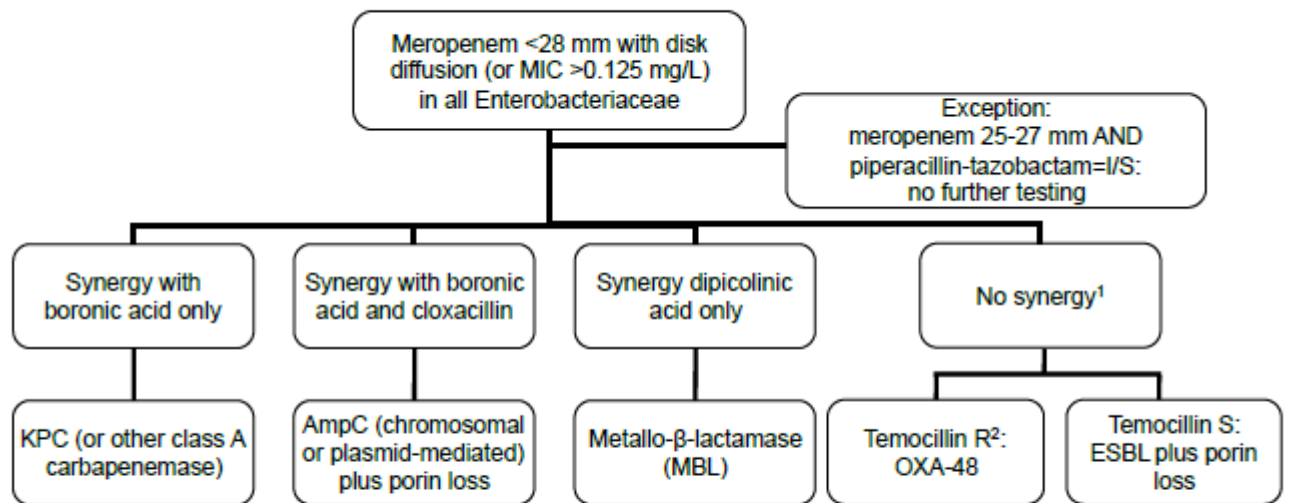 Meropenem <28 mm with disk
diffusion (or MIC >0.125 mg/L)
in all Enterobacteriaceae
Exception:
meropenem 25-27 mm AND
piperacillin-tazobactam=I/S:
no further testing
Synergy with
boronic acid only
Synergy with boronic
acid and cloxacillin
Synergy dipicolinic
acid only
No synergy¹
KPC (or other class A
carbapenemase)
AmpC (chromosomal
or plasmid-mediated)
plus porin loss
Metallo-β-lactamase
(MBL)
Temocillin R²:
OXA-48
Temocillin S:
ESBL plus porin
loss